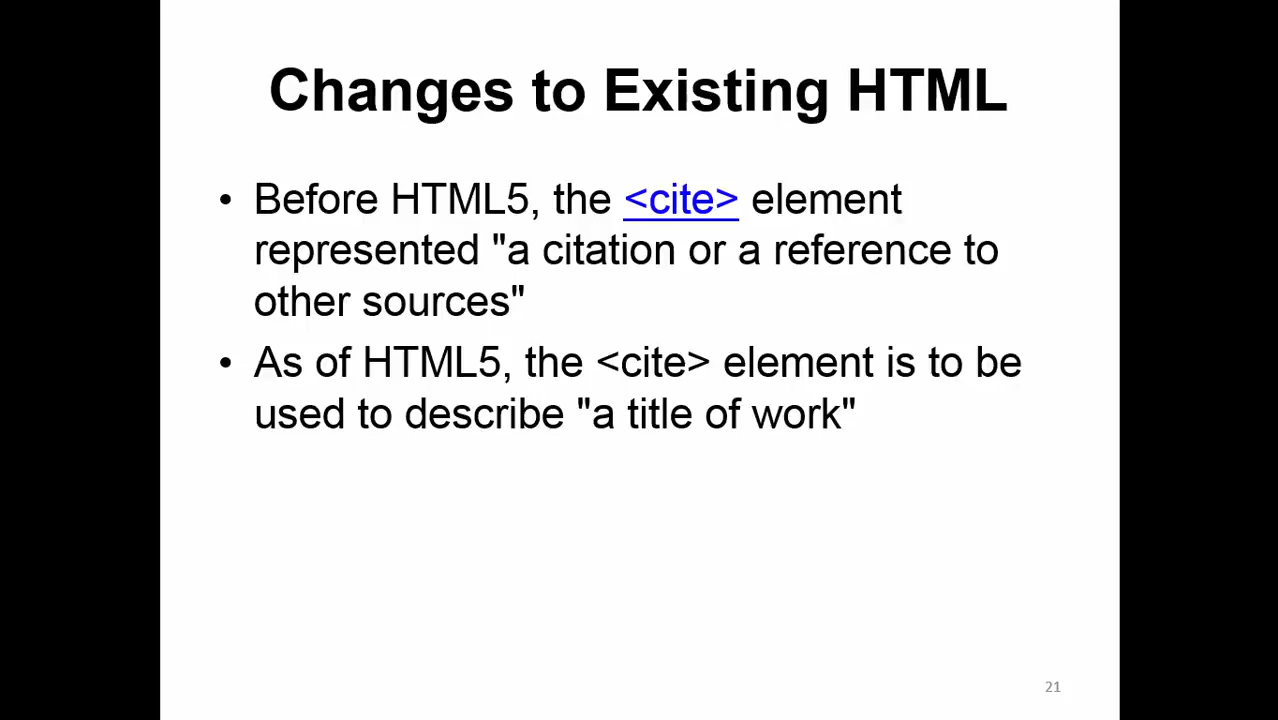 Changes to Existing HTML
• Before HTML5, the <cite> element
represented "a citation or a reference to
other sources"
• As of HTML5, the <cite> element is to be
used to describe "a title of work"
21